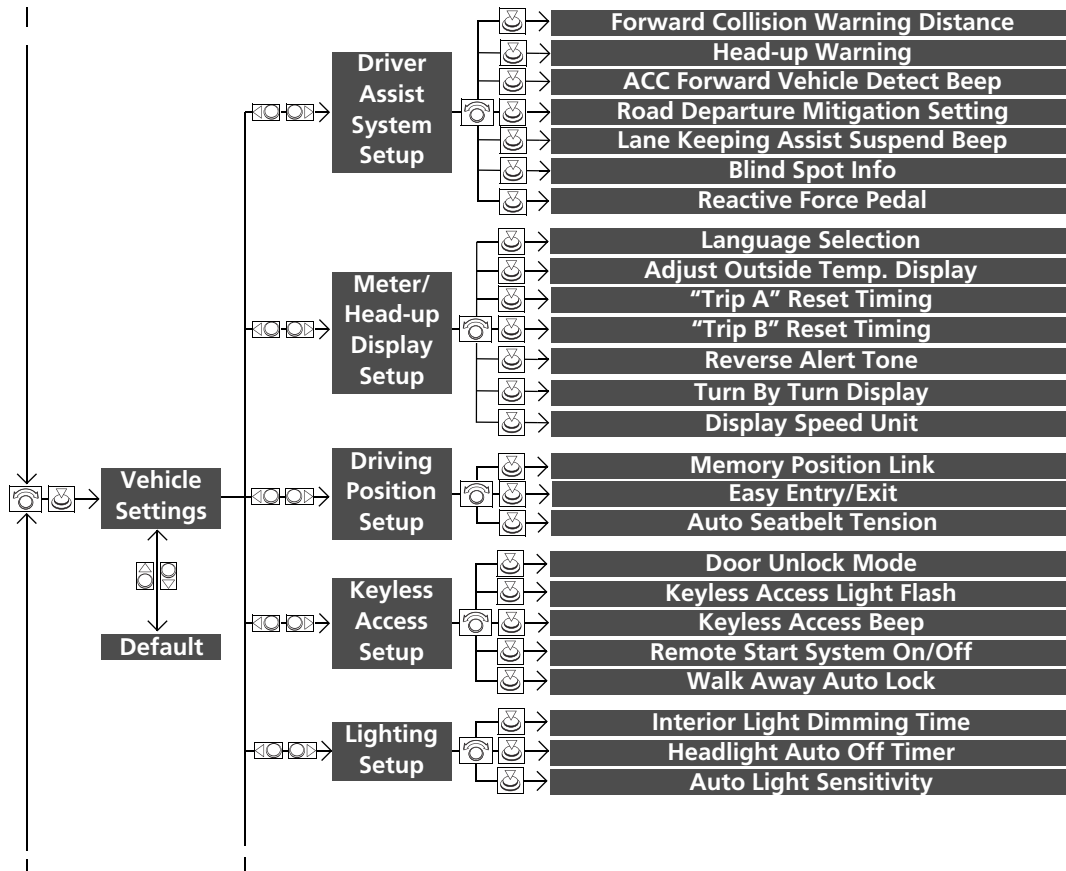 Driver
Assist
System
Setup
Forward Collision Warning Distance
Head-up Warning
ACC Forward Vehicle Detect Beep
Road Departure Mitigation Setting
Lane Keeping Assist Suspend Beep
Blind Spot Info
Reactive Force Pedal
Meter/
Head-up
Display
Setup
Language Selection
Adjust Outside Temp. Display
“Trip A” Reset Timing
“Trip B” Reset Timing
Reverse Alert Tone
Turn By Turn Display
Display Speed Unit
Vehicle
Settings
Default
Driving
Position
Setup
Memory Position Link
Easy Entry/Exit
Auto Seatbelt Tension
Keyless
Access
Setup
Door Unlock Mode
Keyless Access Light Flash
Keyless Access Beep
Remote Start System On/Off
Walk Away Auto Lock
Lighting
Setup
Interior Light Dimming Time
Headlight Auto Off Timer
Auto Light Sensitivity